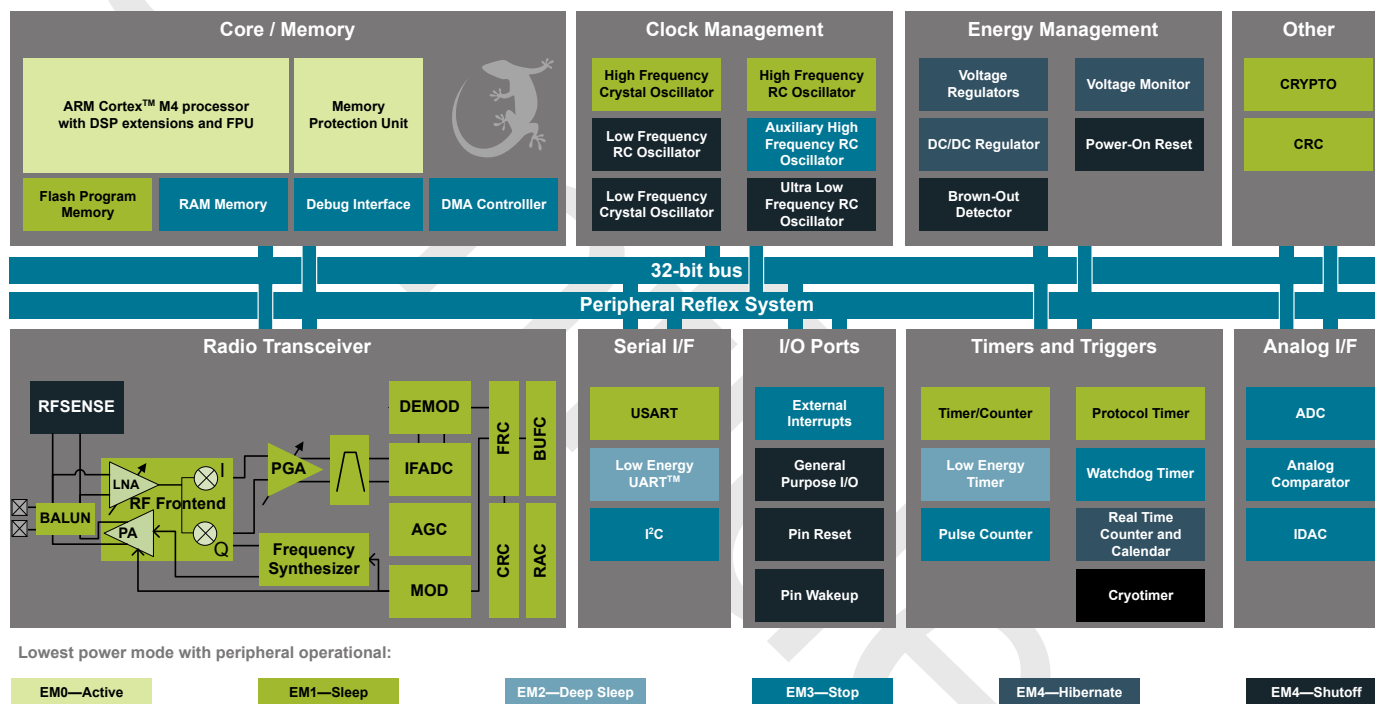 Core / Memory
ARM Cortex™ M4 processor
with DSP extensions and FPU
Memory
Protection Unit
Flash Program
Memory
RAM Memory
Debug Interface
DMA Controlller
Clock Management
High Frequency
Crystal Oscillator
High Frequency
RC Oscillator
Low Frequency
RC Oscillator
Auxiliary High
Frequency RC
Oscillator
Low Frequency
Crystal Oscillator
Ultra Low
Frequency RC
Oscillator
Energy Management
Voltage
Regulators
Voltage Monitor
DC/DC Regulator
Power-On Reset
Brown-Out
Detector
Other
CRYPTO
CRC
32-bit bus
Peripheral Reflex System
Radio Transceiver
RFSENSE
LNA
RF Frontend
I
PA
Q
BALUN
PGA
Frequency
Synthesizer
DEMOD
IFADC
AGC
MOD
FRC
BUFC
CRC
RAC
Serial I/F
USART
Low Energy
UART™
I²C
I/O Ports
External
Interrupts
General
Purpose I/O
Pin Reset
Pin Wakeup
Timers and Triggers
Timer/Counter
Protocol Timer
Low Energy
Timer
Watchdog Timer
Pulse Counter
Real Time
Counter and
Calendar
Cryotimer
Analog I/F
ADC
Analog
Comparator
IDAC
Lowest power mode with peripheral operational:
EM0—Active
EM1—Sleep
EM2—Deep Sleep
EM3—Stop
EM4—Hibernate
EM4—Shutoff